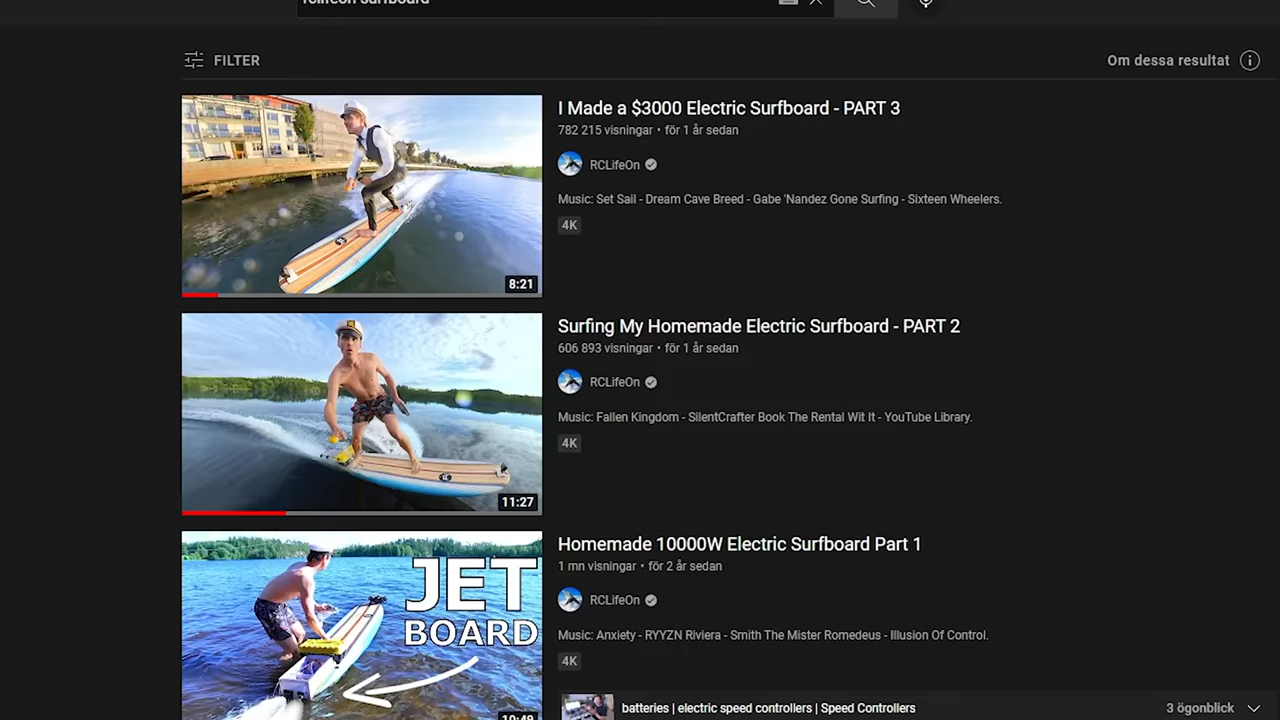 rclifeon surfboard
FILTER
Om dessa resultat
I Made a $3000 Electric Surfboard - PART 3
782 215 visningar • för 1 år sedan
RCLifeOn
Music: Set Sail - Dream Cave Breed - Gabe 'Nandez Gone Surfing - Sixteen Wheelers.
4K
8:21
Surfing My Homemade Electric Surfboard - PART 2
606 893 visningar • för 1 år sedan
RCLifeOn
Music: Fallen Kingdom - SilentCrafter Book The Rental Wit It - YouTube Library.
4K
11:27
JET
BOARD
Homemade 10000W Electric Surfboard Part 1
1 mn visningar • för 2 år sedan
RCLifeOn
Music: Anxiety - RYYZN Riviera - Smith The Mister Romedeus - Illusion Of Control.
4K
10:49
batteries | electric speed controllers | Speed Controllers
3 ögonblick